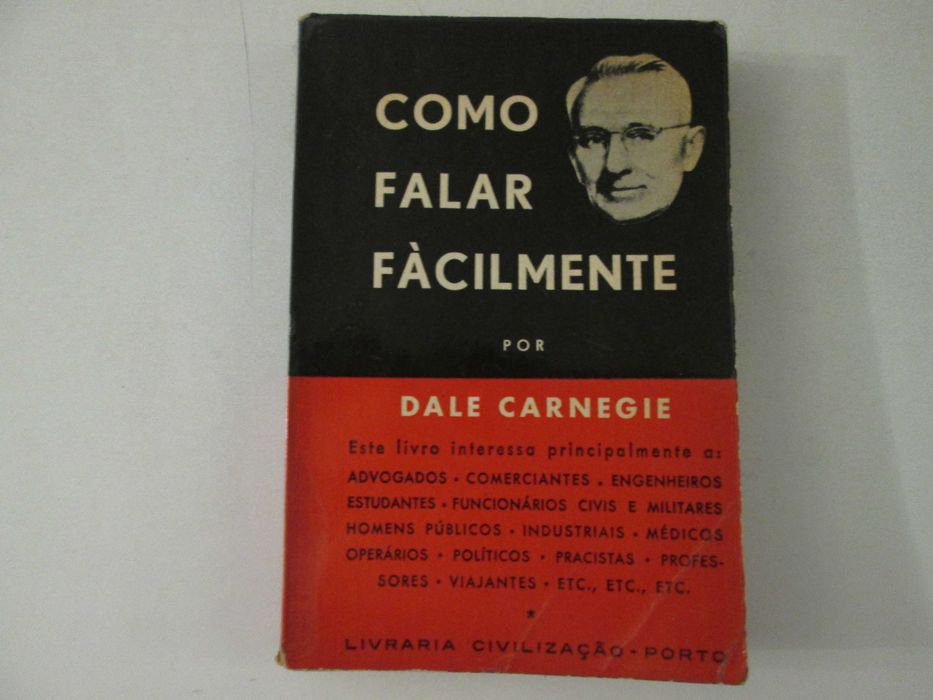 COMO
FALAR
FÀCILMENTE
POR
DALE CARNEGIE
Este livro interessa principalmente a:
ADVOGADOS · COMERCIANTES · ENGENHEIROS
ESTUDANTES · FUNCIONÁRIOS CIVIS E MILITARES
HOMENS PÚBLICOS · INDUSTRIAIS · MÉDICOS
OPERÁRIOS · POLÍTICOS · PRACISTAS · PROFES-
SORES · VIAJANTES · ETC., ETC., ETC.
*
LIVRARIA CIVILIZAÇÃO - PORTO